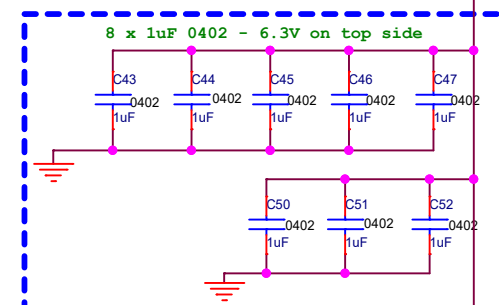 8 x 1uF 0402 - 6.3V on top side
C43 C44 C45 C46 C47
0402 0402 0402 0402 0402
1uF 1uF 1uF 1uF 1uF
C50 C51 C52
0402 0402 0402
1uF 1uF 1uF